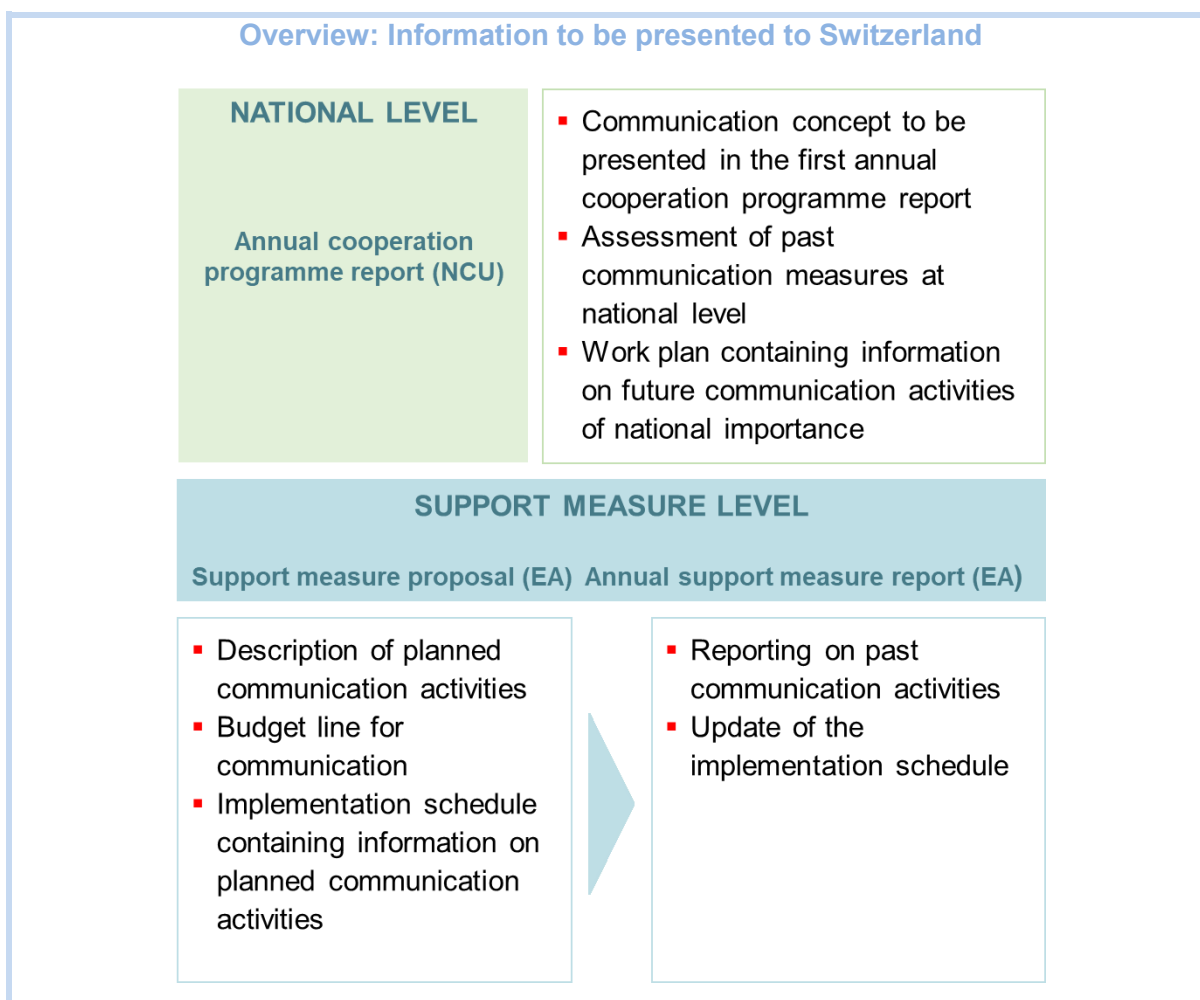 Overview: Information to be presented to Switzerland
NATIONAL LEVEL
Annual cooperation
programme report (NCU)
▪ Communication concept to be
presented in the first annual
cooperation programme report
▪ Assessment of past
communication measures at
national level
▪ Work plan containing information
on future communication activities
of national importance
SUPPORT MEASURE LEVEL
Support measure proposal (EA) Annual support measure report (EA)
▪ Description of planned
communication activities
▪ Budget line for
communication
▪ Implementation schedule
containing information on
planned communication
activities
▪ Reporting on past
communication activities
▪ Update of the
implementation schedule